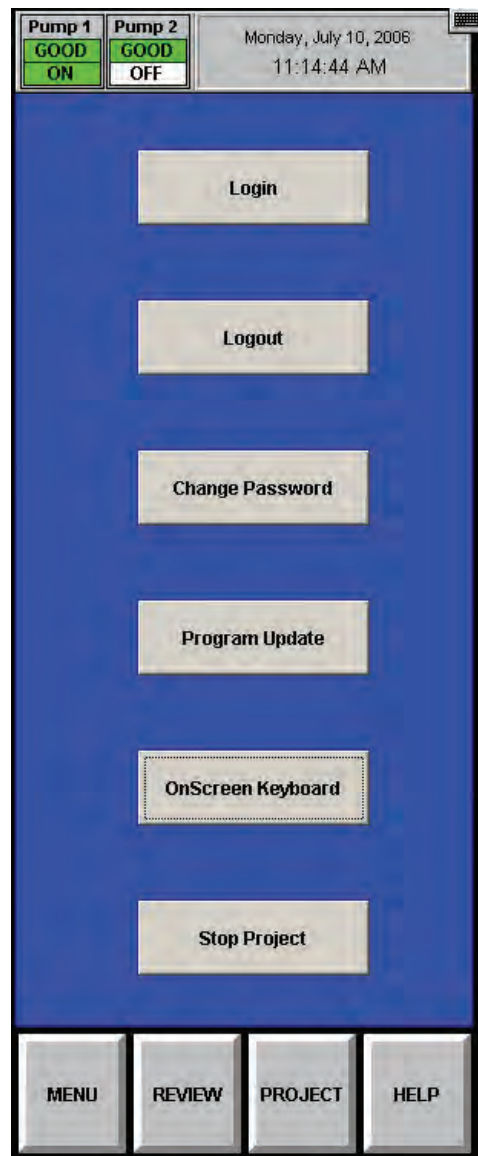 Pump 1
GOOD
ON
Pump 2
GOOD
OFF
Monday, July 10, 2006
11:14:44 AM
Login
Logout
Change Password
Program Update
OnScreen Keyboard
Stop Project
MENU
REVIEW
PROJECT
HELP